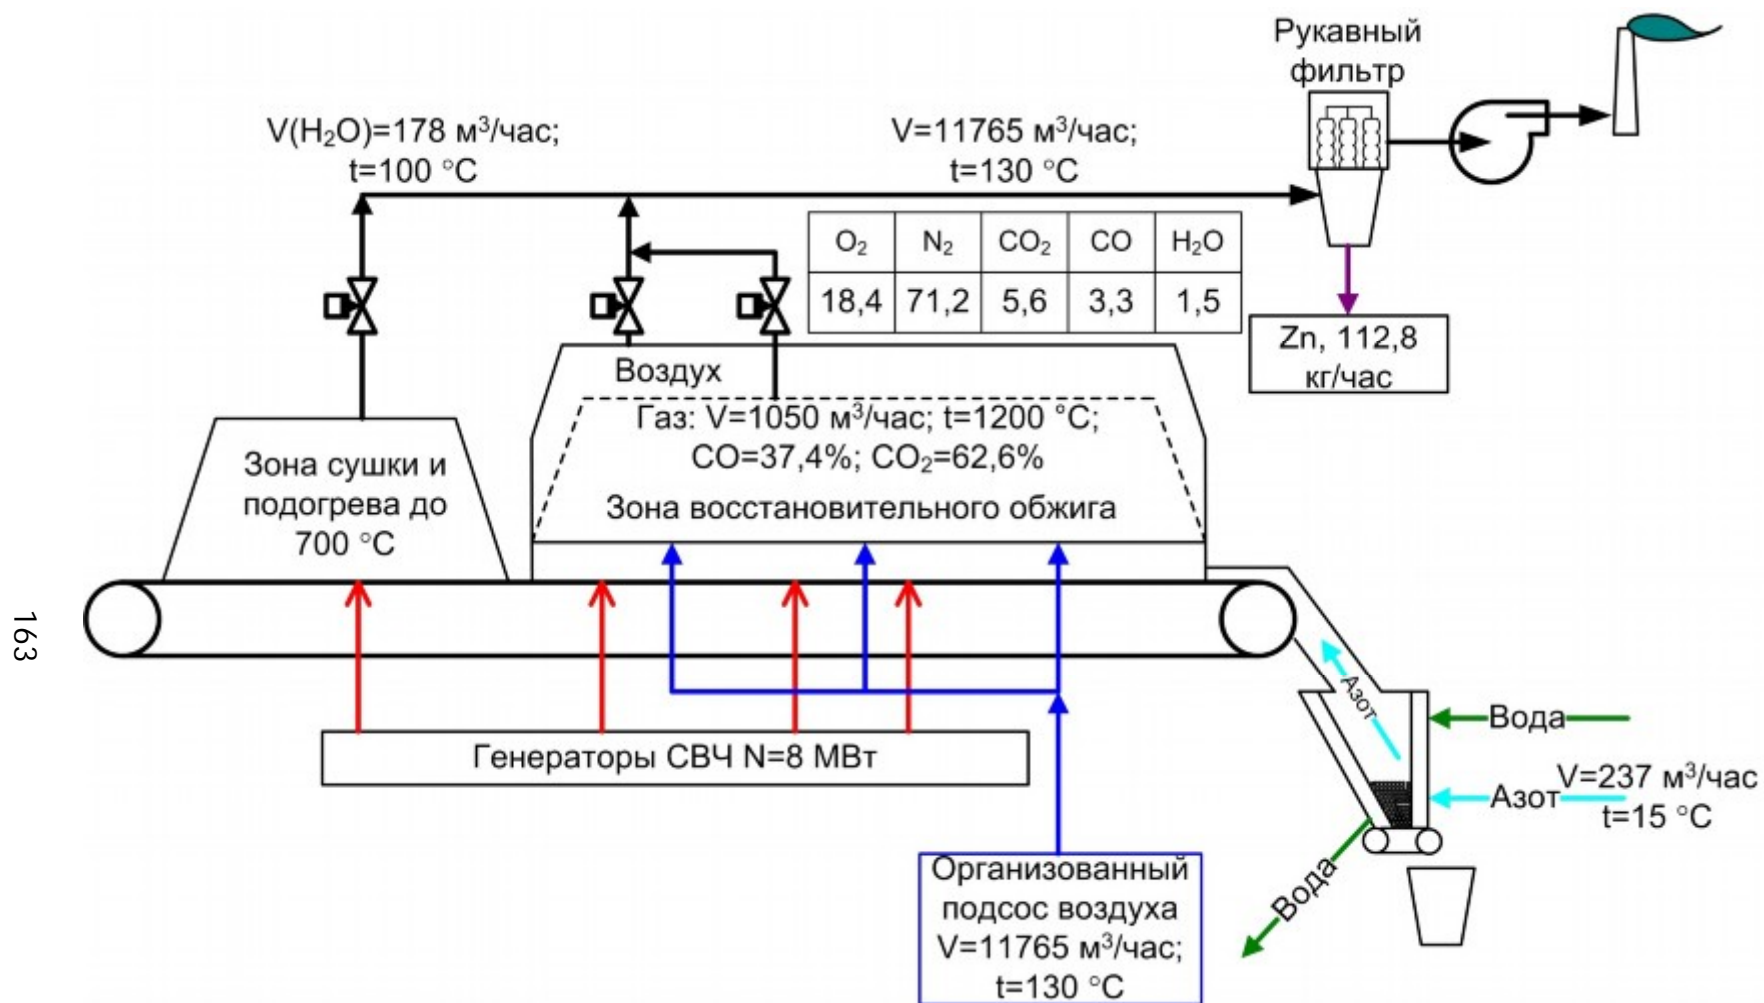 Рукавный
фильтр
V(H₂O)=178 м³/час;
t=100 °C
V=11765 м³/час;
t=130 °C
O₂ N₂ CO₂ CO H₂O
18,4 71,2 5,6 3,3 1,5
Zn, 112,8
кг/час
Воздух
Газ: V=1050 м³/час; t=1200 °C;
CO=37,4%; CO₂=62,6%
Зона восстановительного обжига
Зона сушки и
подогрева до
700 °C
163
Азот
Вода
Генераторы СВЧ N=8 МВт
Азот
V=237 м³/час
t=15 °C
Вода
Организованный
подсос воздуха
V=11765 м³/час;
t=130 °C